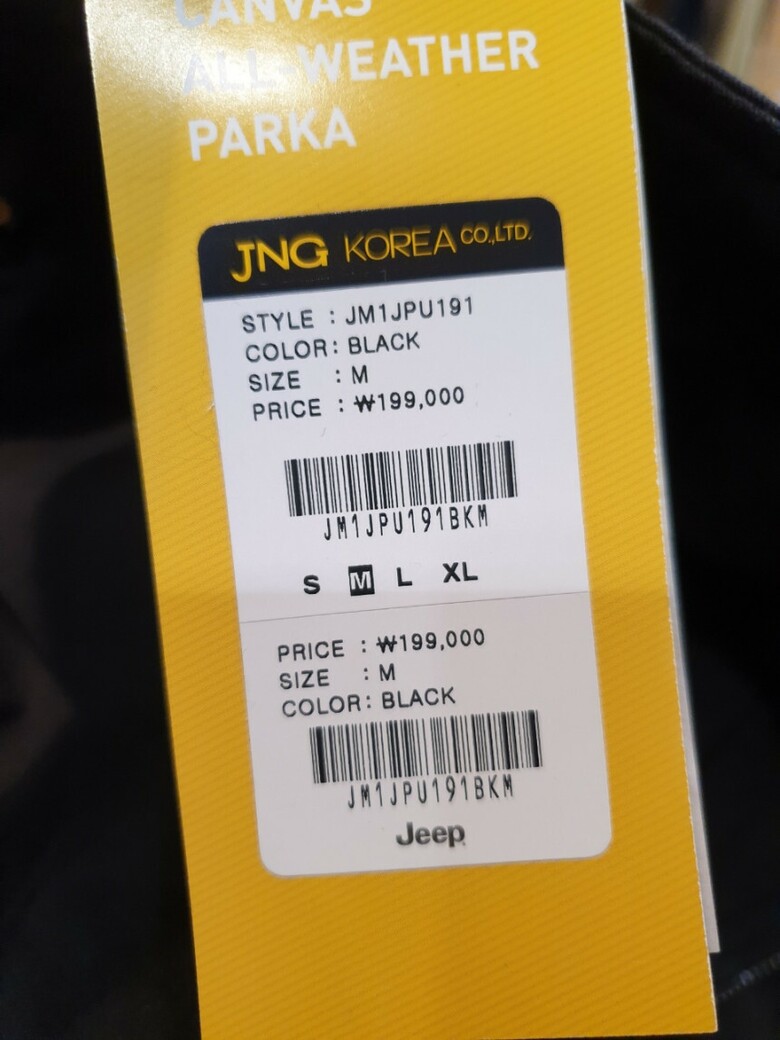 CANVAS
ALL-WEATHER
PARKA
JNG KOREA CO.,LTD.
STYLE : JM1JPU191
COLOR: BLACK
SIZE : M
PRICE : ₩199,000
JM1JPU191BKM
S M L XL
PRICE : ₩199,000
SIZE : M
COLOR: BLACK
JM1JPU191BKM
Jeep